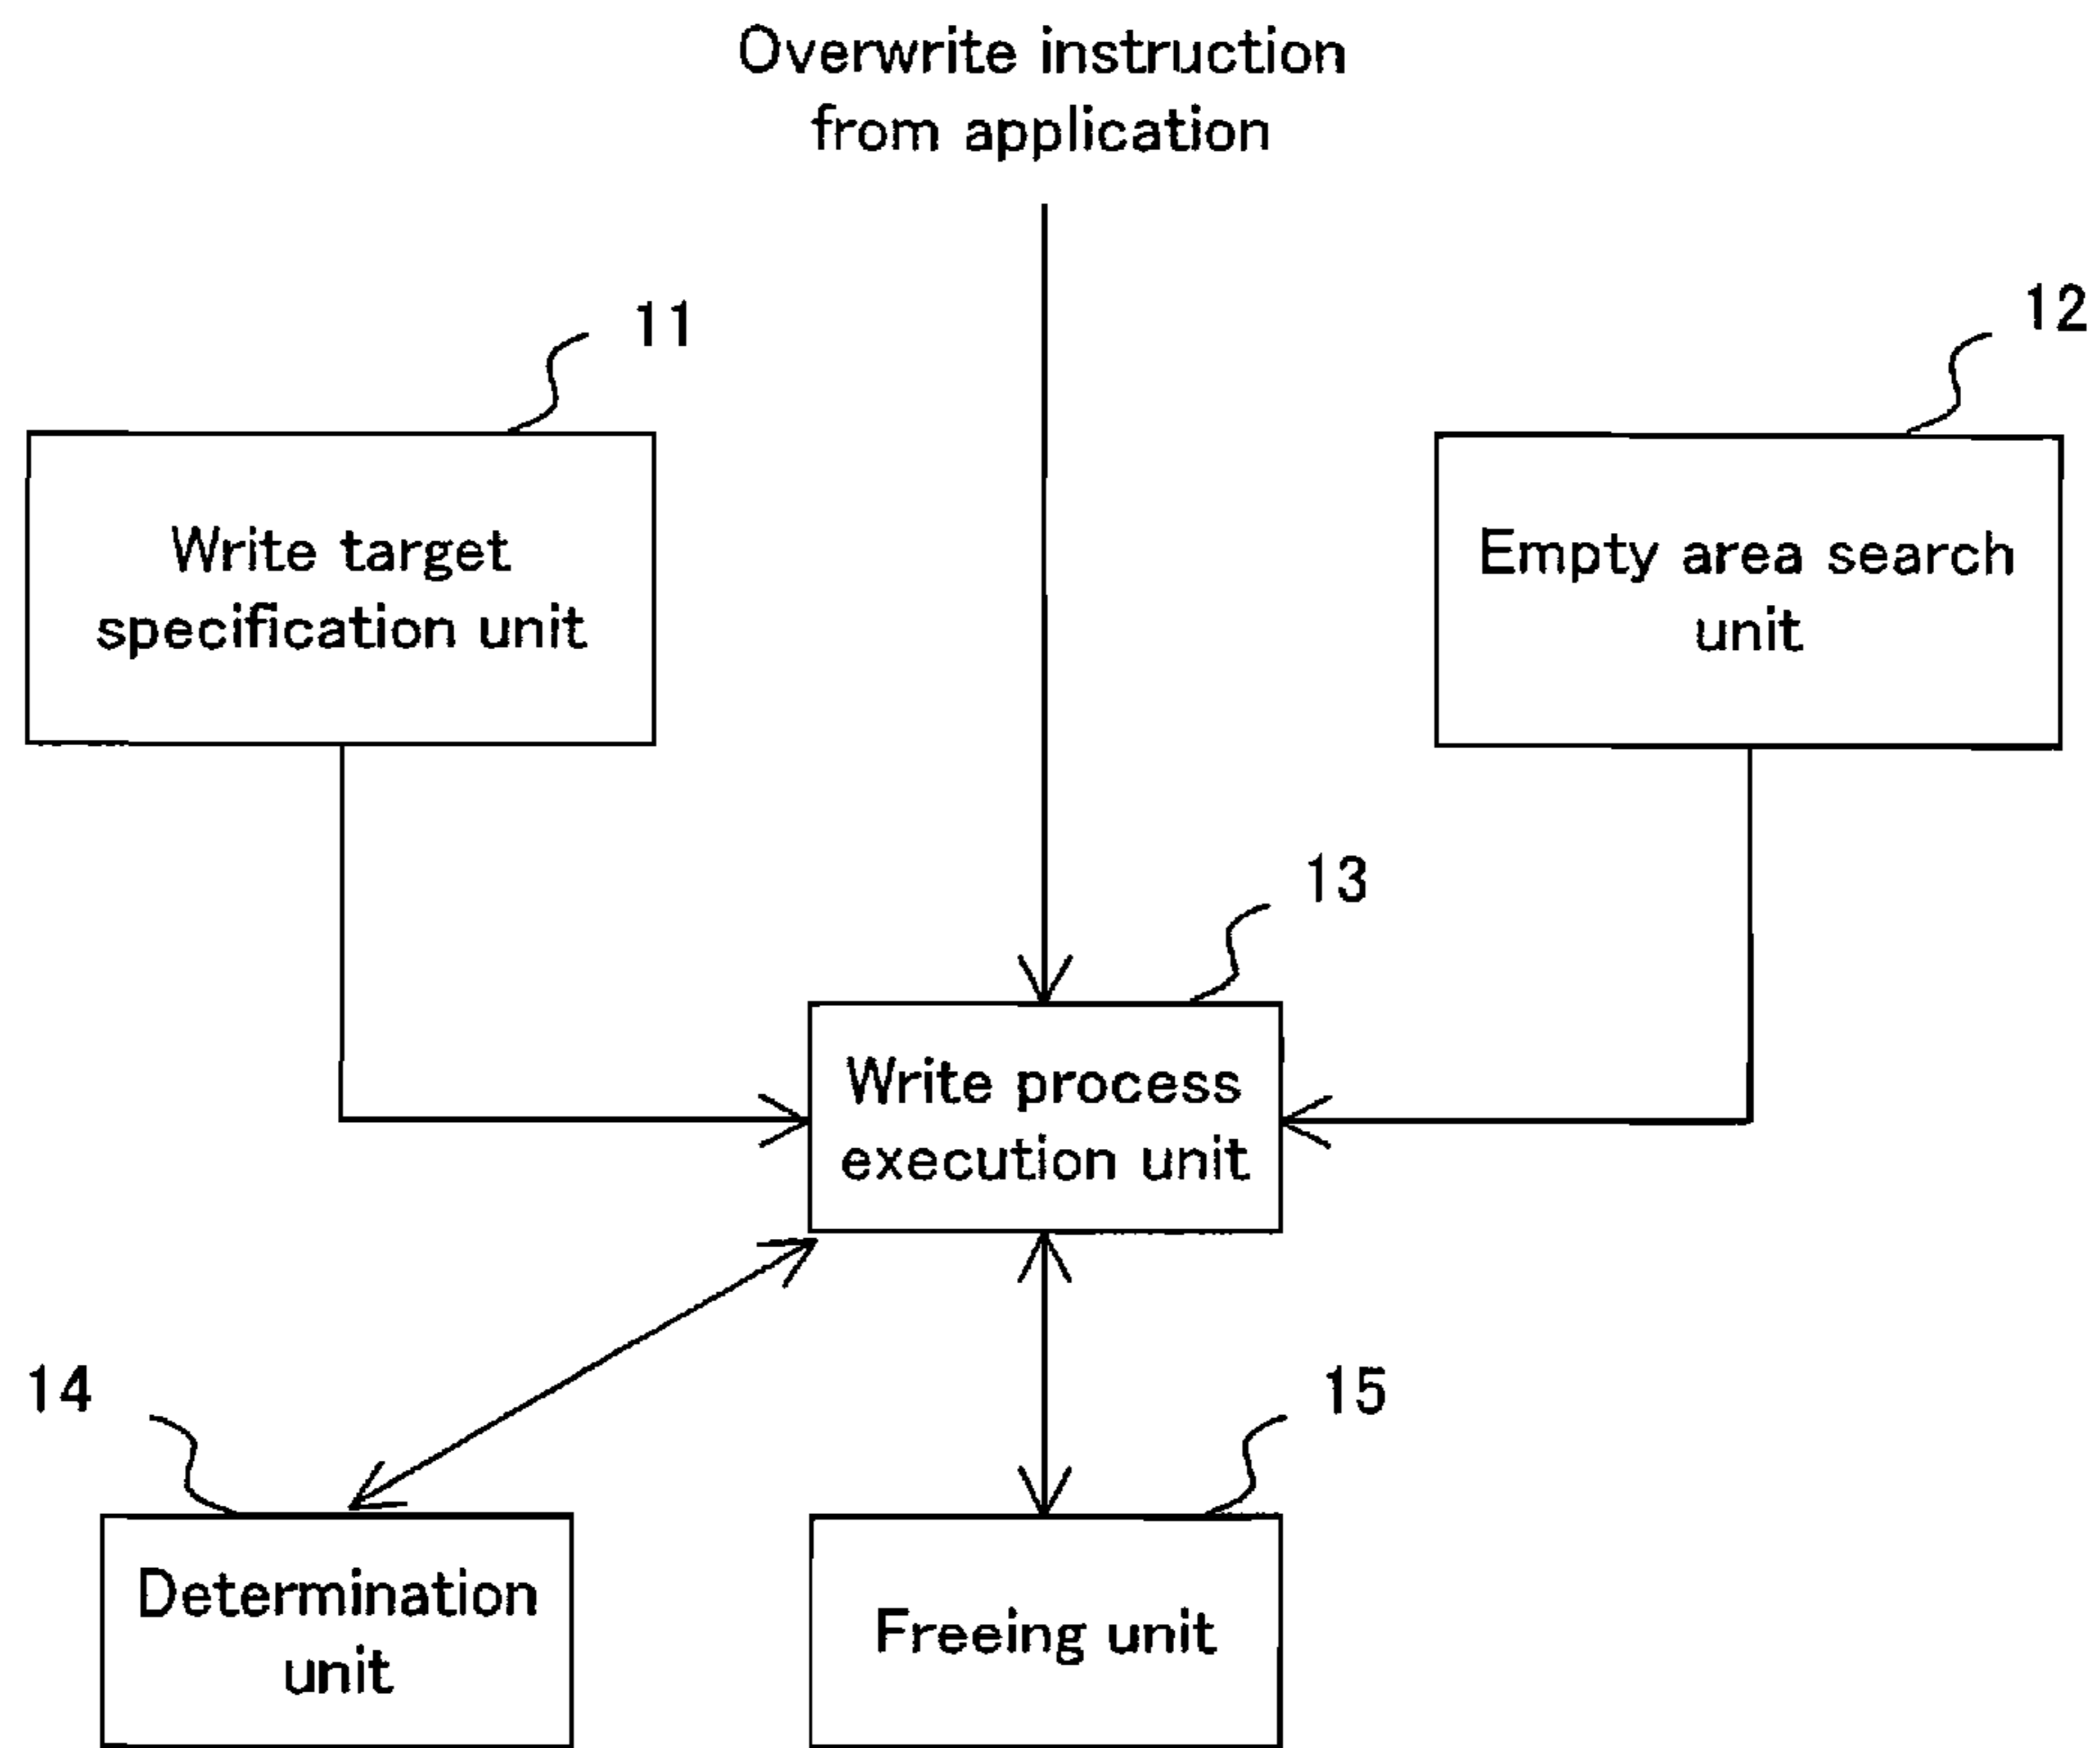 Overwrite instruction
from application
11
12
Write target
specification unit
Empty area search
unit
13
Write process
execution unit
14
15
Determination
unit
Freeing unit